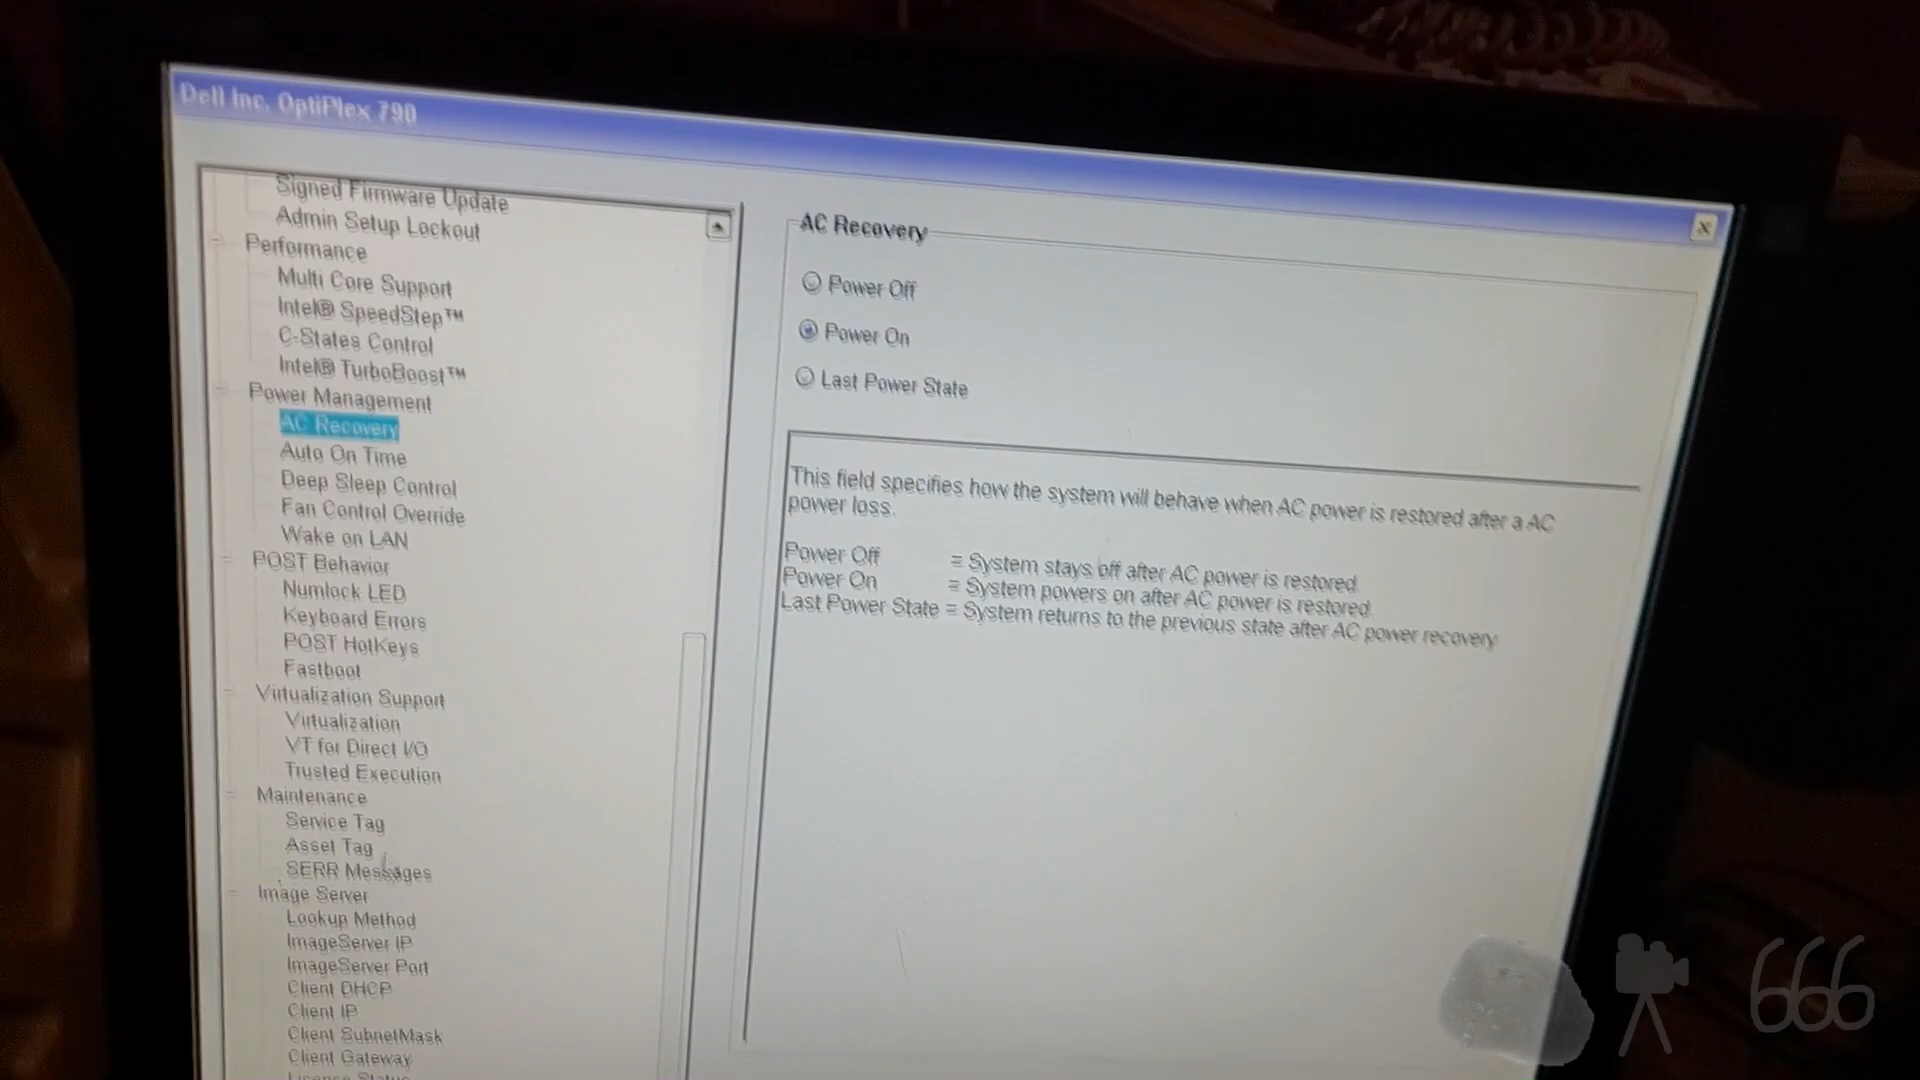 Dell Inc. OptiPlex 790
Signed Firmware Update
Admin Setup Lockout
Performance
Multi Core Support
Intel® SpeedStep™
C-States Control
Intel® TurboBoost™
Power Management
AC Recovery
Auto On Time
Deep Sleep Control
Fan Control Override
Wake on LAN
POST Behavior
Numlock LED
Keyboard Errors
POST HotKeys
Fastboot
Virtualization Support
Virtualization
VT for Direct I/O
Trusted Execution
Maintenance
Service Tag
Asset Tag
SERR Messages
Image Server
Lookup Method
ImageServer IP
ImageServer Port
Client DHCP
Client IP
Client SubnetMask
Client Gateway
License Status
AC Recovery
Power Off
Power On
Last Power State
This field specifies how the system will behave when AC power is restored after a AC
power loss.
Power Off = System stays off after AC power is restored.
Power On = System powers on after AC power is restored.
Last Power State = System returns to the previous state after AC power recovery.
666